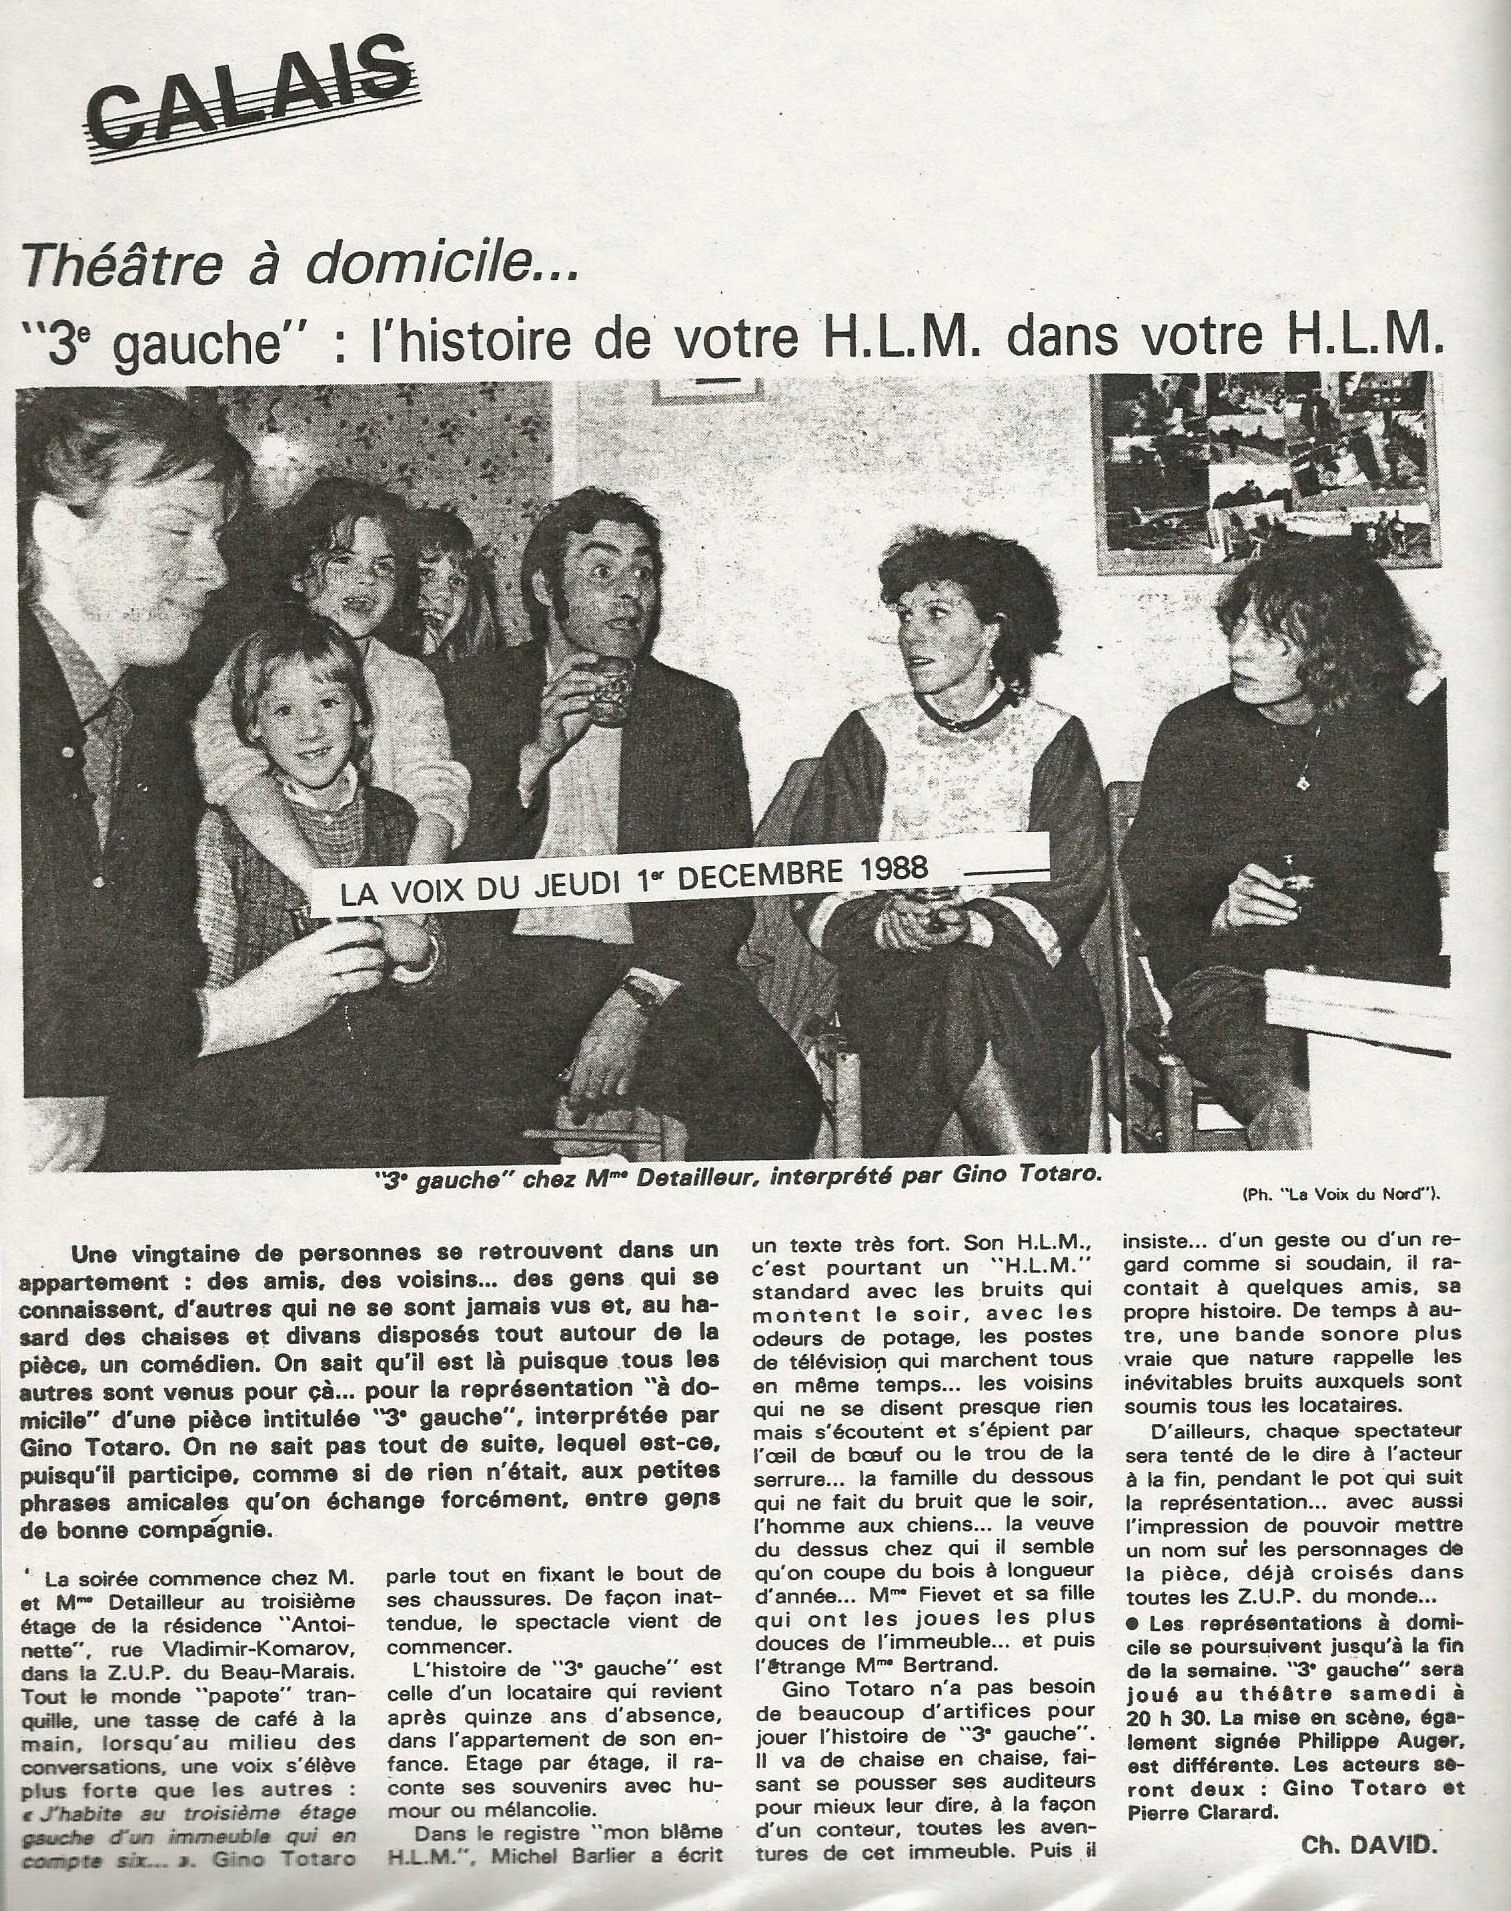 CALAIS
Théâtre à domicile...
"3e gauche" : l'histoire de votre H.L.M. dans votre H.L.M.
LA VOIX DU JEUDI 1er DECEMBRE 1988
"3e gauche" chez Mme Detailleur, interprété par Gino Totaro.
(Ph. "La Voix du Nord").
Une vingtaine de personnes se retrouvent dans un
appartement : des amis, des voisins... des gens qui se
connaissent, d'autres qui ne se sont jamais vus et, au ha-
sard des chaises et divans disposés tout autour de la
pièce, un comédien. On sait qu'il est là puisque tous les
autres sont venus pour çà... pour la représentation "à do-
micile" d'une pièce intitulée "3e gauche", interprétée par
Gino Totaro. On ne sait pas tout de suite, lequel est-ce,
puisqu'il participe, comme si de rien n'était, aux petites
phrases amicales qu'on échange forcément, entre gens
de bonne compagnie.
La soirée commence chez M.
et Mme Detailleur au troisième
étage de la résidence "Antoi-
nette", rue Vladimir-Komarov,
dans la Z.U.P. du Beau-Marais.
Tout le monde "papote" tran-
quille, une tasse de café à la
main, lorsqu'au milieu des
conversations, une voix s'élève
plus forte que les autres :
« J'habite au troisième étage
gauche d'un immeuble qui en
compte six... ». Gino Totaro
parle tout en fixant le bout de
ses chaussures. De façon inat-
tendue, le spectacle vient de
commencer.
L'histoire de "3e gauche" est
celle d'un locataire qui revient
après quinze ans d'absence,
dans l'appartement de son en-
fance. Etage par étage, il ra-
conte ses souvenirs avec hu-
mour ou mélancolie.
Dans le registre "mon blême
H.L.M.", Michel Barlier a écrit
un texte très fort. Son H.L.M.,
c'est pourtant un "H.L.M."
standard avec les bruits qui
montent le soir, avec les
odeurs de potage, les postes
de télévision qui marchent tous
en même temps... les voisins
qui ne se disent presque rien
mais s'écoutent et s'épient par
l'œil de bœuf ou le trou de la
serrure... la famille du dessous
qui ne fait du bruit que le soir,
l'homme aux chiens... la veuve
du dessus chez qui il semble
qu'on coupe du bois à longueur
d'année... Mme Fievet et sa fille
qui ont les joues les plus
douces de l'immeuble... et puis
l'étrange Mme Bertrand.
Gino Totaro n'a pas besoin
de beaucoup d'artifices pour
jouer l'histoire de "3e gauche".
Il va de chaise en chaise, fai-
sant se pousser ses auditeurs
pour mieux leur dire, à la façon
d'un conteur, toutes les aven-
tures de cet immeuble. Puis il
insiste... d'un geste ou d'un re-
gard comme si soudain, il ra-
contait à quelques amis, sa
propre histoire. De temps à au-
tre, une bande sonore plus
vraie que nature rappelle les
inévitables bruits auxquels sont
soumis tous les locataires.
D'ailleurs, chaque spectateur
sera tenté de le dire à l'acteur
à la fin, pendant le pot qui suit
la représentation... avec aussi
l'impression de pouvoir mettre
un nom sur les personnages de
la pièce, déjà croisés dans
toutes les Z.U.P. du monde...
● Les représentations à domi-
cile se poursuivent jusqu'à la fin
de la semaine. "3e gauche" sera
joué au théâtre samedi à
20 h 30. La mise en scène, éga-
lement signée Philippe Auger,
est différente. Les acteurs se-
ront deux : Gino Totaro et
Pierre Clarard.
Ch. DAVID.